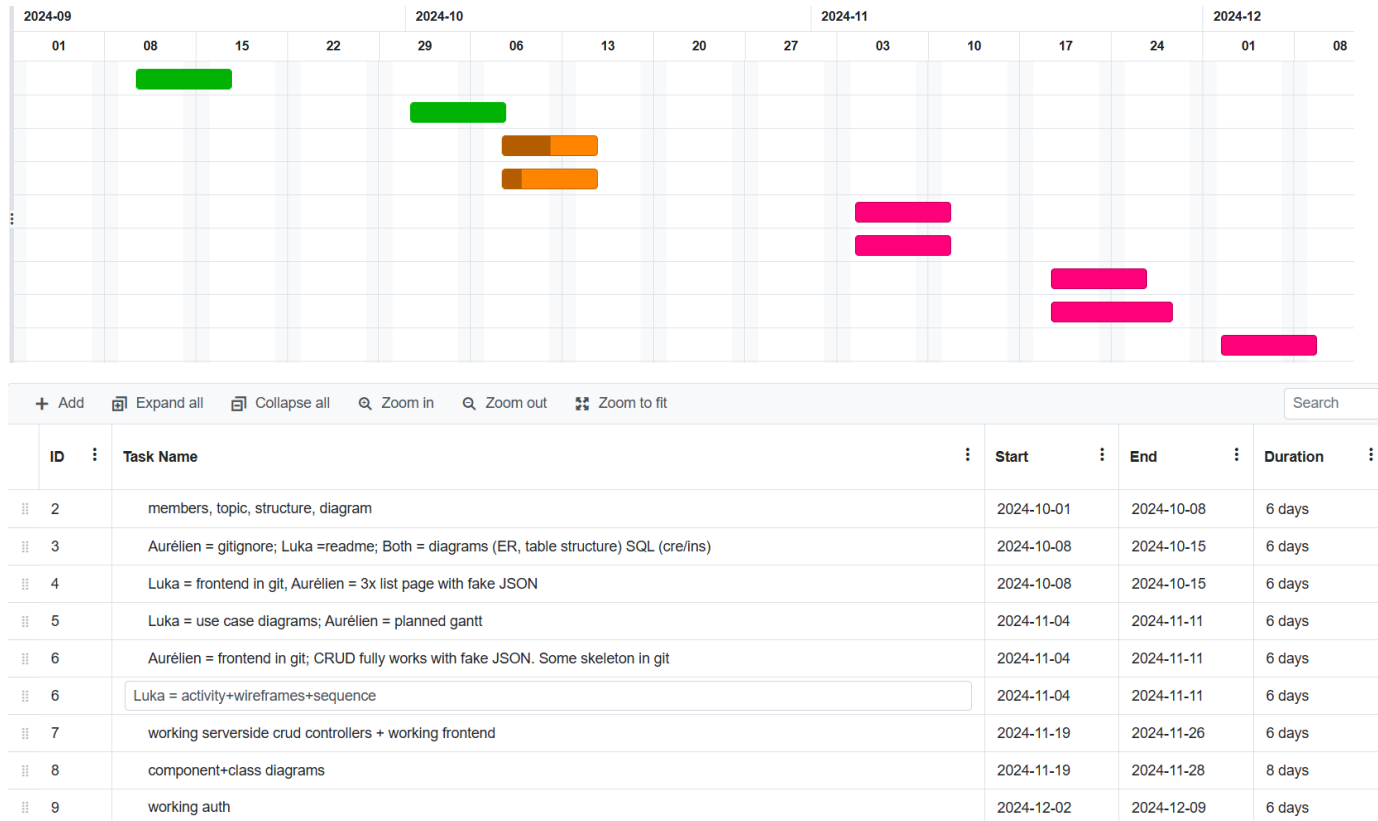 2024-09 2024-10 2024-11 2024-12
01 08 15 22 29 06 13 20 27 03 10 17 24 01 08
Add Expand all Collapse all Zoom in Zoom out Zoom to fit Search
ID Task Name Start End Duration
2 members, topic, structure, diagram 2024-10-01 2024-10-08 6 days
3 Aurélien = gitignore; Luka =readme; Both = diagrams (ER, table structure) SQL (cre/ins) 2024-10-08 2024-10-15 6 days
4 Luka = frontend in git, Aurélien = 3x list page with fake JSON 2024-10-08 2024-10-15 6 days
5 Luka = use case diagrams; Aurélien = planned gantt 2024-11-04 2024-11-11 6 days
6 Aurélien = frontend in git; CRUD fully works with fake JSON. Some skeleton in git 2024-11-04 2024-11-11 6 days
6 Luka = activity+wireframes+sequence 2024-11-04 2024-11-11 6 days
7 working serverside crud controllers + working frontend 2024-11-19 2024-11-26 6 days
8 component+class diagrams 2024-11-19 2024-11-28 8 days
9 working auth 2024-12-02 2024-12-09 6 days